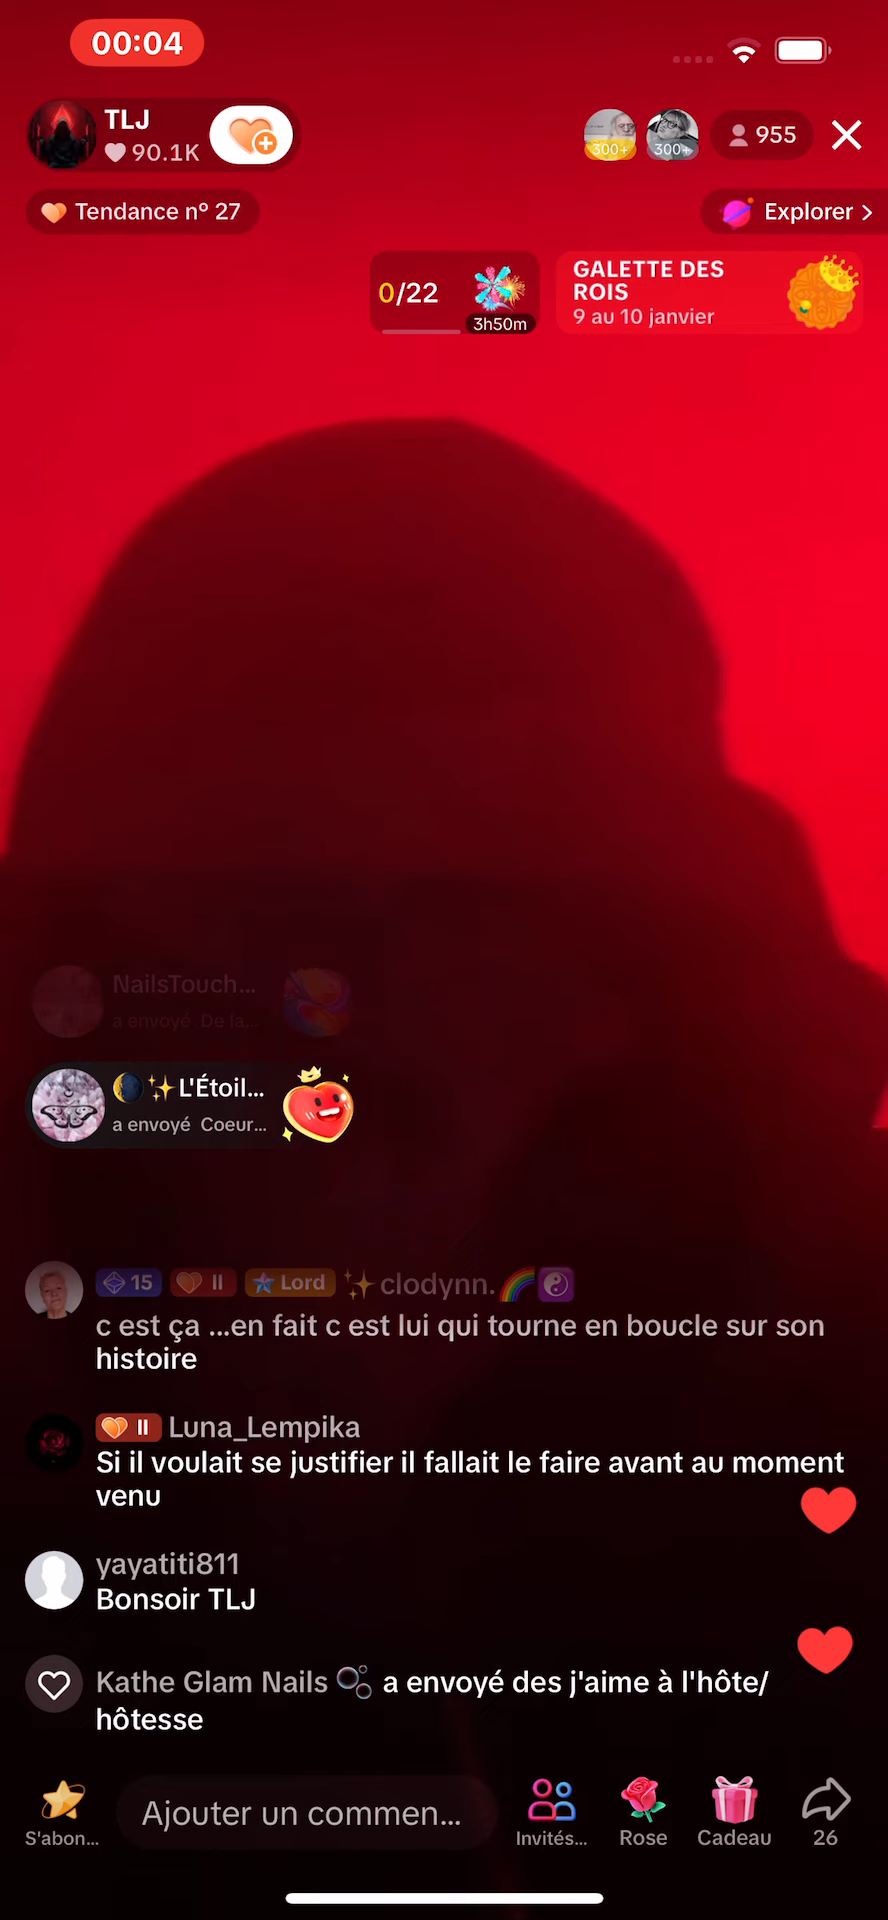 00:04
TLJ
90.1K
300+
300+
955
Tendance nº 27
Explorer
0/22
3h50m
GALETTE DES
ROIS
9 au 10 janvier
NailsTouch...
a envoyé De la...
L'Étoil...
a envoyé Coeur...
15 II Lord clodynn.
c est ça ...en fait c est lui qui tourne en boucle sur son
histoire
II Luna_Lempika
Si il voulait se justifier il fallait le faire avant au moment
venu
yayatiti811
Bonsoir TLJ
Kathe Glam Nails a envoyé des j'aime à l'hôte/
hôtesse
S'abon...
Ajouter un commen...
Invités...
Rose
Cadeau
26